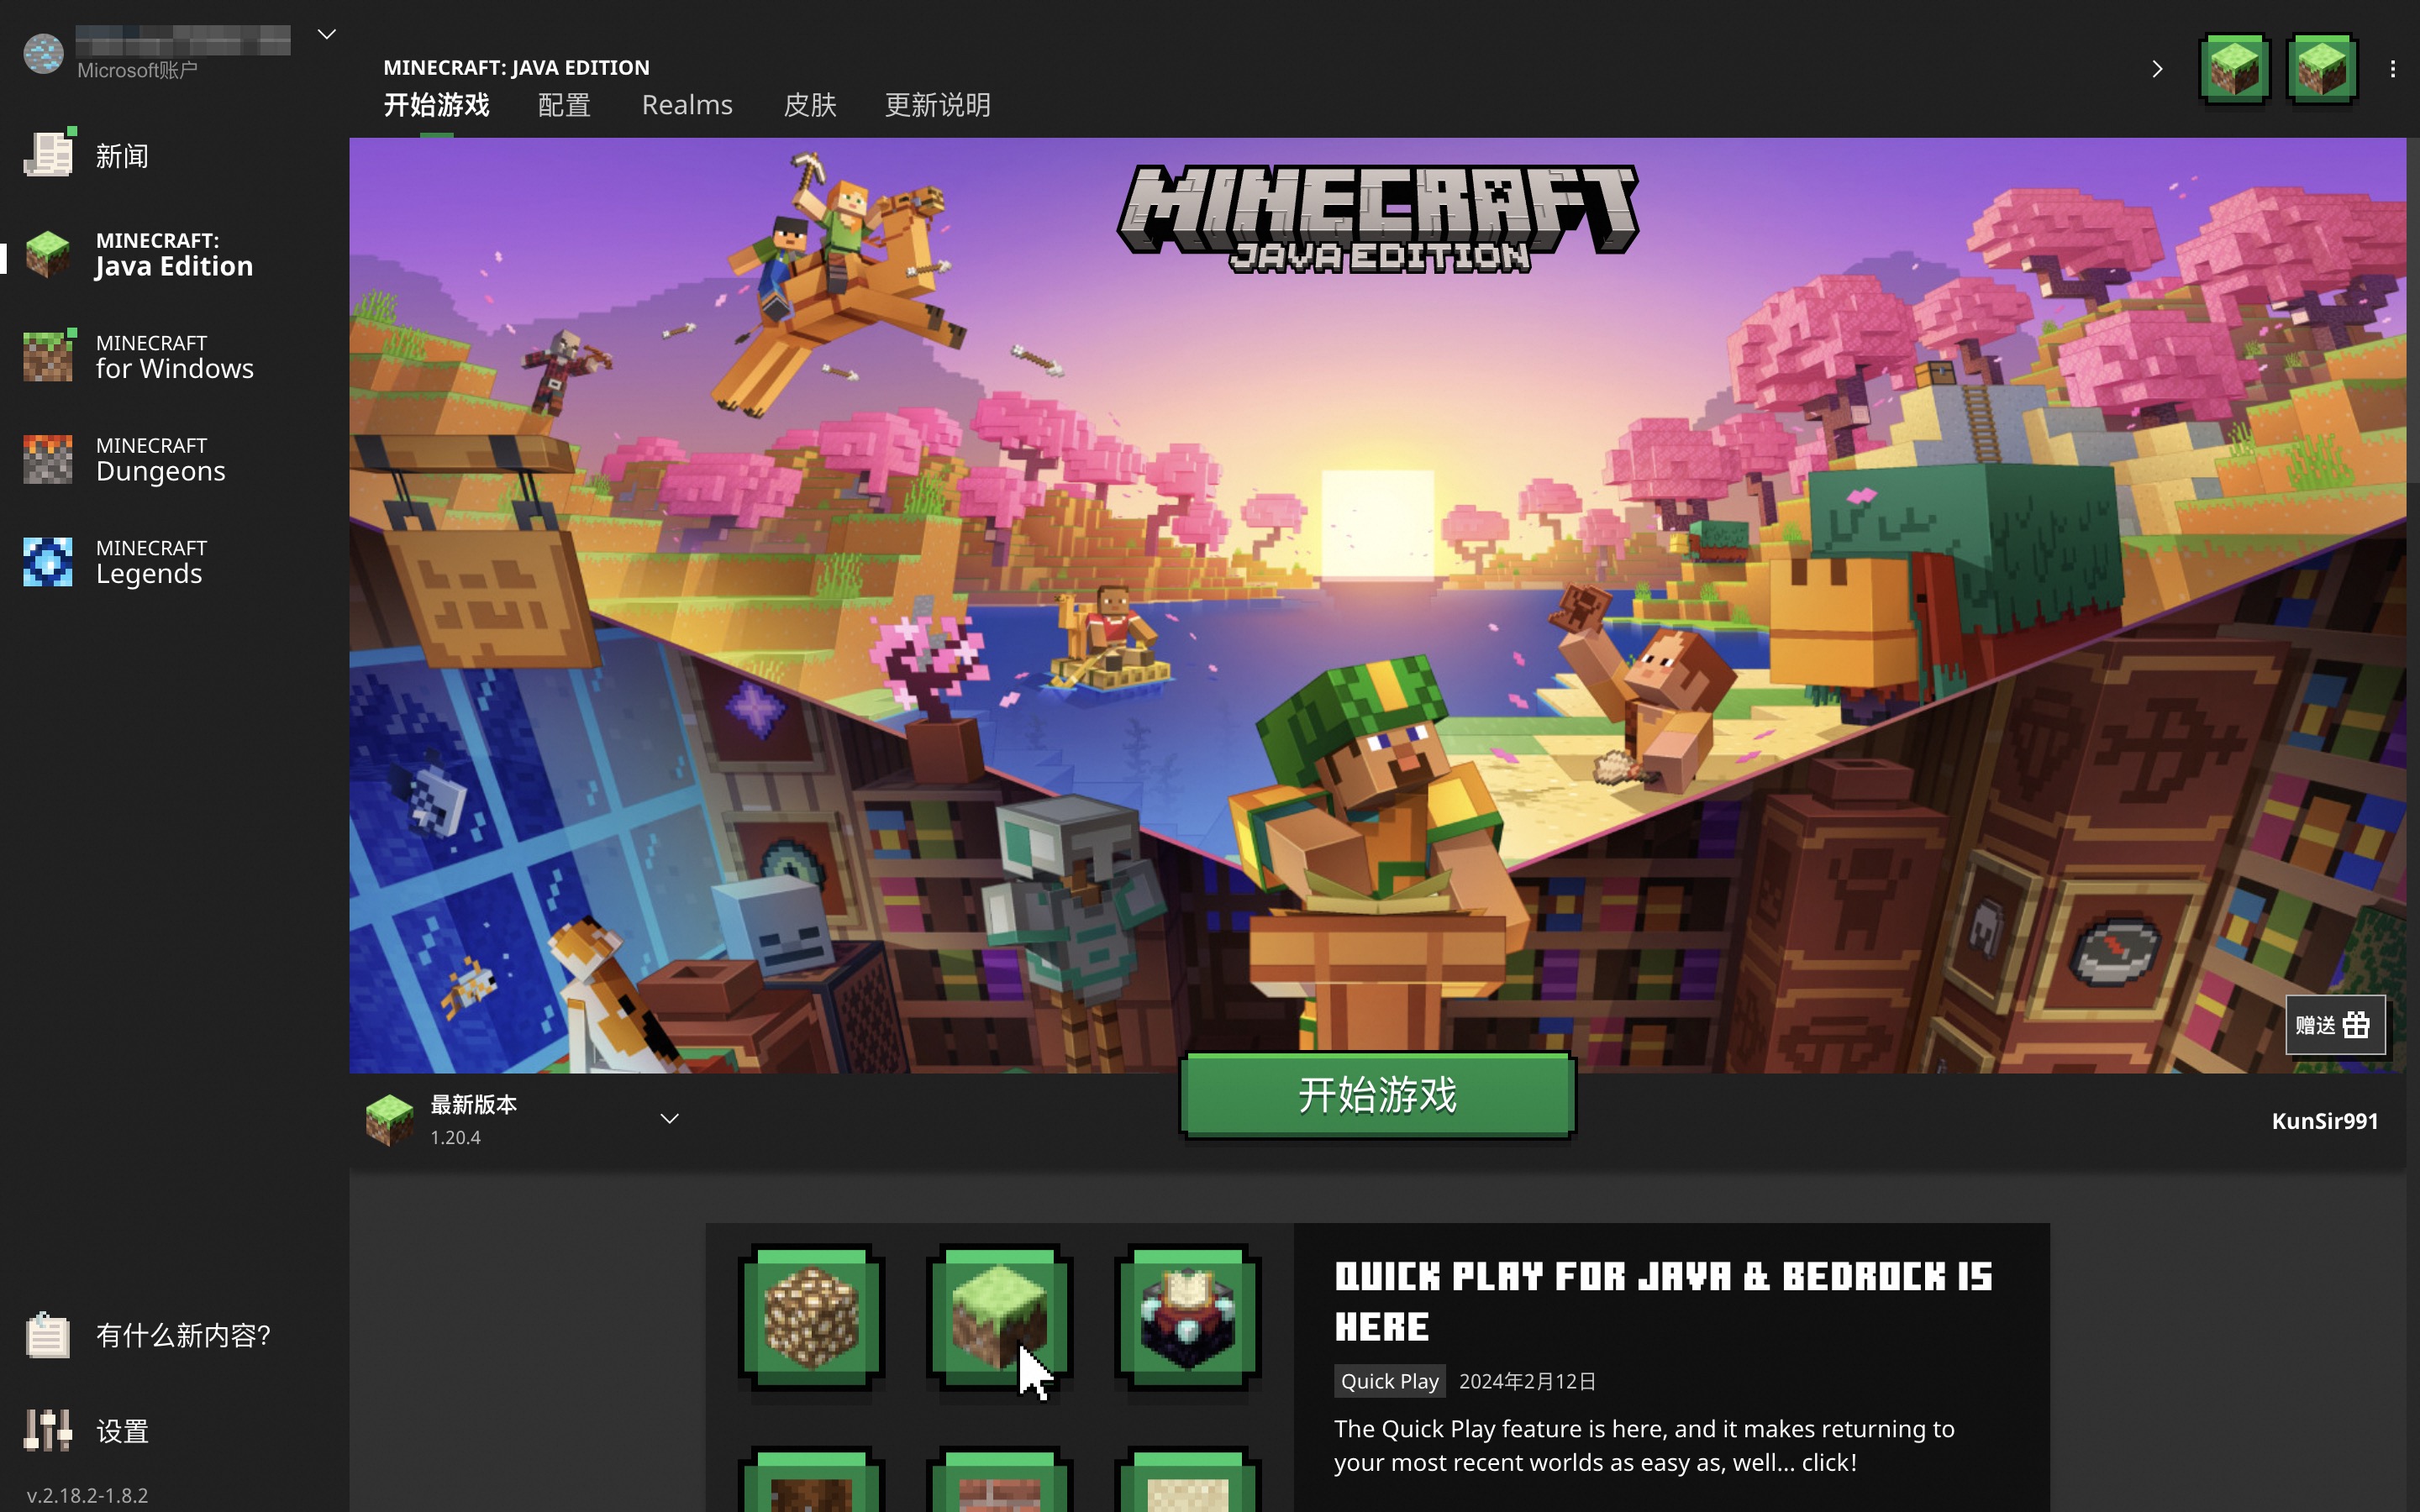 Microsoft账户
新闻
MINECRAFT:
Java Edition
MINECRAFT
for Windows
MINECRAFT
Dungeons
MINECRAFT
Legends
有什么新内容?
设置
v.2.18.2-1.8.2
MINECRAFT: JAVA EDITION
开始游戏 配置 Realms 皮肤 更新说明
MINECRAFT
JAVA EDITION
赠送
最新版本
1.20.4
开始游戏
KunSir991
QUICK PLAY FOR JAVA & BEDROCK IS
HERE
Quick Play 2024年2月12日
The Quick Play feature is here, and it makes returning to
your most recent worlds as easy as, well... click!